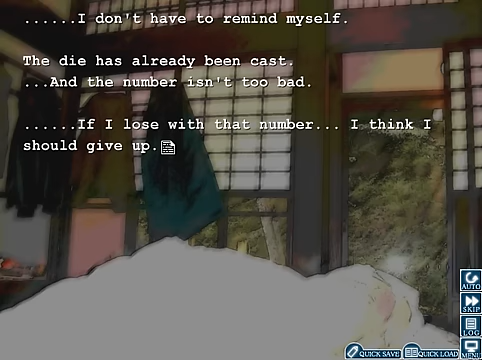 ......I don't have to remind myself.
The die has already been cast.
...And the number isn't too bad.
......If I lose with that number... I think I
should give up.
AUTO
SKIP
LOG
MENU
QUICK SAVE
QUICK LOAD